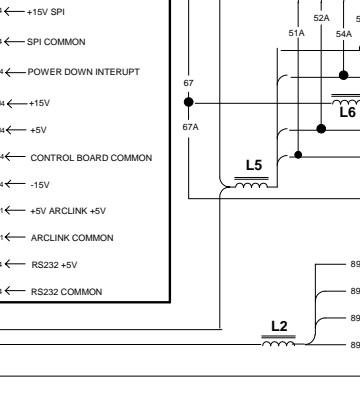 +15V SPI
SPI COMMON
POWER DOWN INTERUPT
+15V
+5V
CONTROL BOARD COMMON
-15V
+5V ARCLINK +5V
ARCLINK COMMON
RS232 +5V
RS232 COMMON
52A
51A
54A
67
67A
L6
L5
L2
89
89
89
89